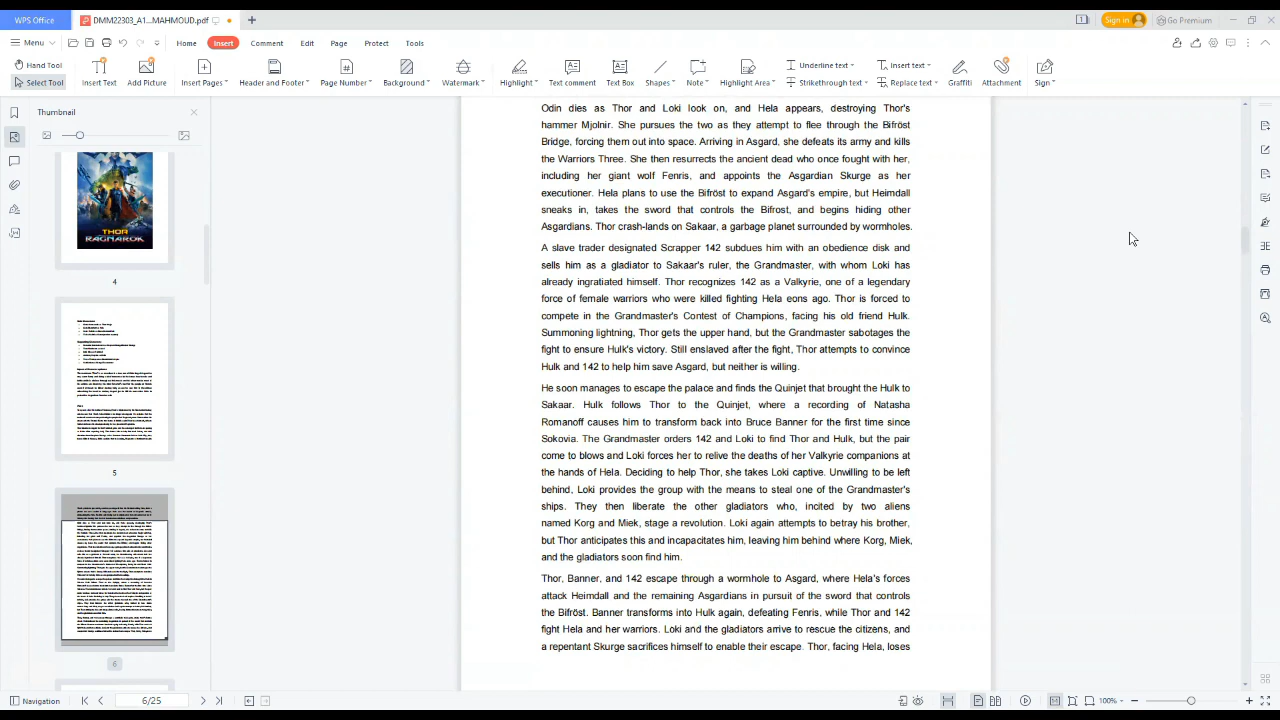 WPS Office
DMM22303_A1...MAHMOUD.pdf
1
Sign in
Go Premium
Menu
Home
Insert
Comment
Edit
Page
Protect
Tools
Hand Tool
Select Tool
Insert Text
Add Picture
Insert Pages
Header and Footer
Page Number
Background
Watermark
Highlight
Text comment
Text Box
Shapes
Note
Highlight Area
Underline text
Strikethrough text
Insert text
Replace text
Graffiti
Attachment
Sign
Thumbnail
THOR
RAGNAROK
4
5
6
Odin dies as Thor and Loki look on, and Hela appears, destroying Thor's
hammer Mjolnir. She pursues the two as they attempt to flee through the Bifröst
Bridge, forcing them out into space. Arriving in Asgard, she defeats its army and kills
the Warriors Three. She then resurrects the ancient dead who once fought with her,
including her giant wolf Fenris, and appoints the Asgardian Skurge as her
executioner. Hela plans to use the Bifröst to expand Asgard's empire, but Heimdall
sneaks in, takes the sword that controls the Bifrost, and begins hiding other
Asgardians. Thor crash-lands on Sakaar, a garbage planet surrounded by wormholes.
A slave trader designated Scrapper 142 subdues him with an obedience disk and
sells him as a gladiator to Sakaar's ruler, the Grandmaster, with whom Loki has
already ingratiated himself. Thor recognizes 142 as a Valkyrie, one of a legendary
force of female warriors who were killed fighting Hela eons ago. Thor is forced to
compete in the Grandmaster's Contest of Champions, facing his old friend Hulk.
Summoning lightning, Thor gets the upper hand, but the Grandmaster sabotages the
fight to ensure Hulk's victory. Still enslaved after the fight, Thor attempts to convince
Hulk and 142 to help him save Asgard, but neither is willing.
He soon manages to escape the palace and finds the Quinjet that brought the Hulk to
Sakaar. Hulk follows Thor to the Quinjet, where a recording of Natasha
Romanoff causes him to transform back into Bruce Banner for the first time since
Sokovia. The Grandmaster orders 142 and Loki to find Thor and Hulk, but the pair
come to blows and Loki forces her to relive the deaths of her Valkyrie companions at
the hands of Hela. Deciding to help Thor, she takes Loki captive. Unwilling to be left
behind, Loki provides the group with the means to steal one of the Grandmaster's
ships. They then liberate the other gladiators who, incited by two aliens
named Korg and Miek, stage a revolution. Loki again attempts to betray his brother,
but Thor anticipates this and incapacitates him, leaving him behind where Korg, Miek,
and the gladiators soon find him.
Thor, Banner, and 142 escape through a wormhole to Asgard, where Hela's forces
attack Heimdall and the remaining Asgardians in pursuit of the sword that controls
the Bifröst. Banner transforms into Hulk again, defeating Fenris, while Thor and 142
fight Hela and her warriors. Loki and the gladiators arrive to rescue the citizens, and
a repentant Skurge sacrifices himself to enable their escape. Thor, facing Hela, loses
Navigation
6/25
100%